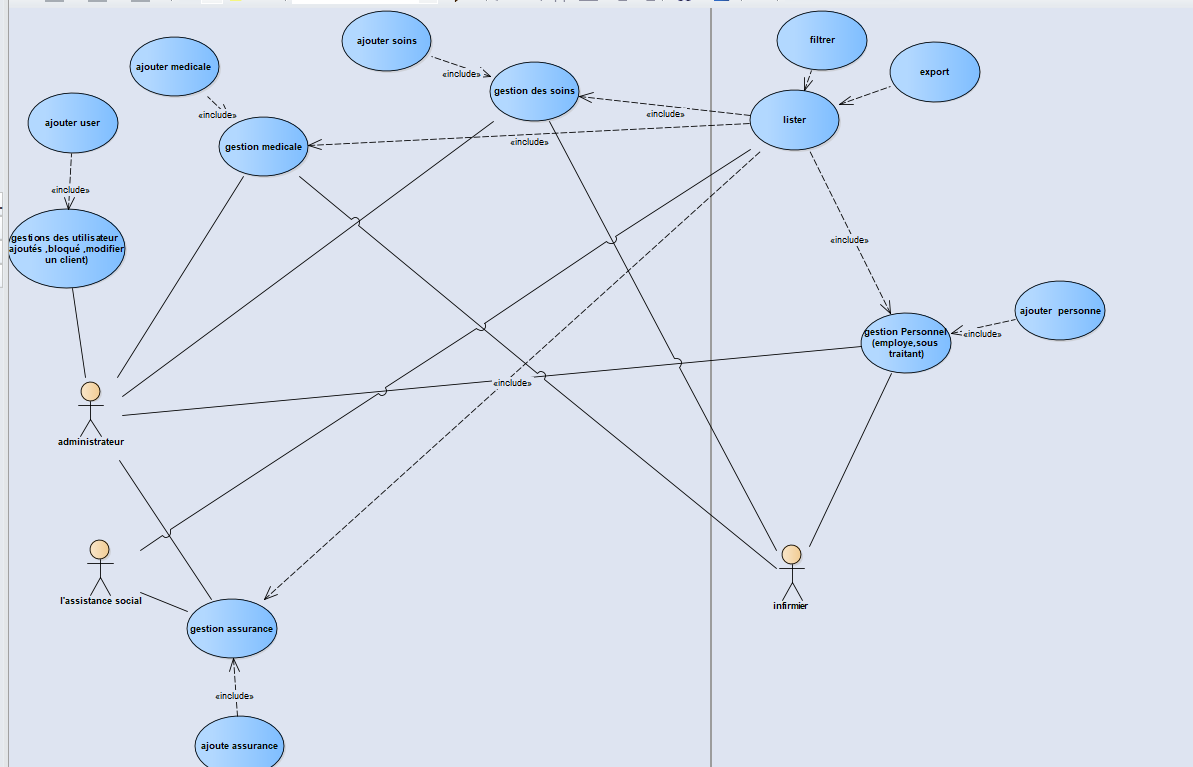 filtrer
ajouter soins
ajouter medicale
export
«include»
gestion des soins
«include»
«include»
lister
ajouter user
«include»
gestion medicale
«include»
gestions des utilisateur
ajoutés ,bloqué ,modifier
un client)
«include»
ajouter  personne
gestion Personnel
(employe,sous
traitant)
«include»
«include»
administrateur
l'assistance social
infirmier
gestion assurance
«include»
ajoute assurance